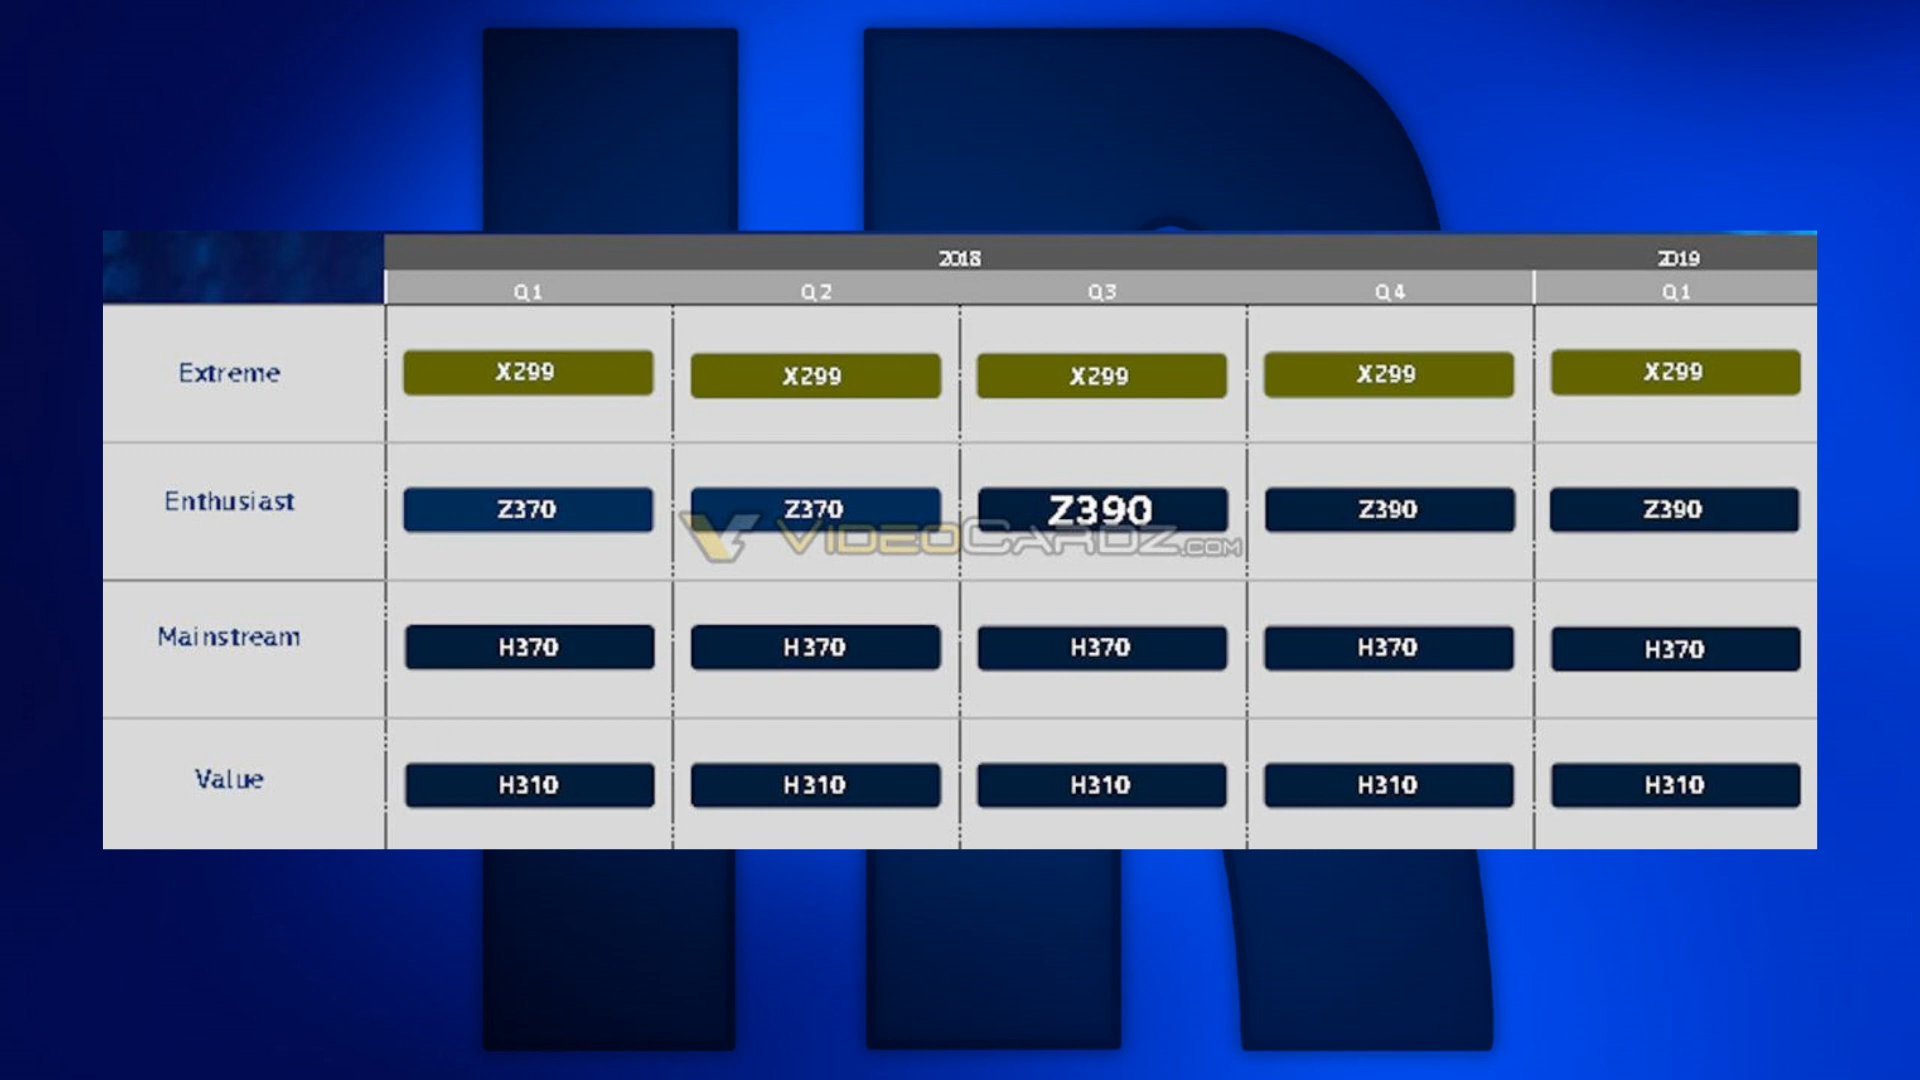 2018 2019
Q1 Q2 Q3 Q4 Q1
Extreme X299 X299 X299 X299 X299
Enthusiast Z370 Z370 Z390 Z390 Z390
VIDEOCARDZ.COM
Mainstream H370 H370 H370 H370 H370
Value H310 H310 H310 H310 H310